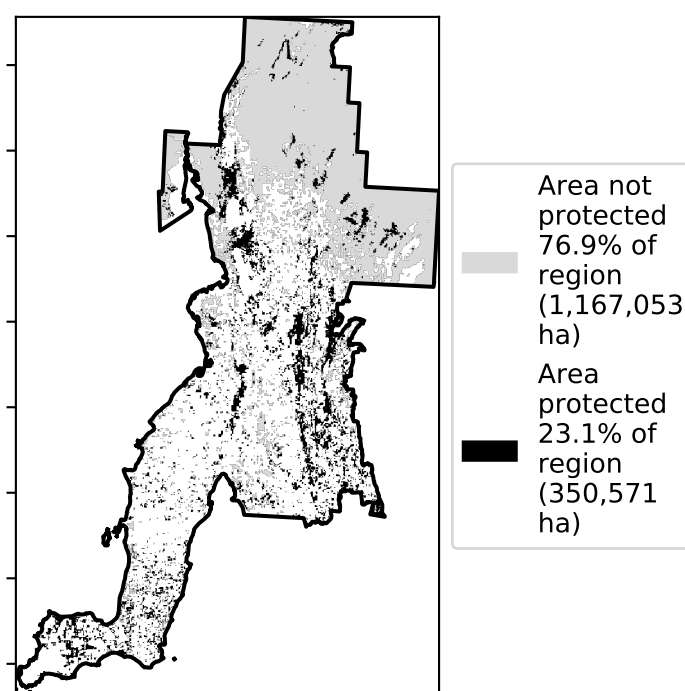 Area not
protected
76.9% of
region
(1,167,053
ha)
Area
protected
23.1% of
region
(350,571
ha)